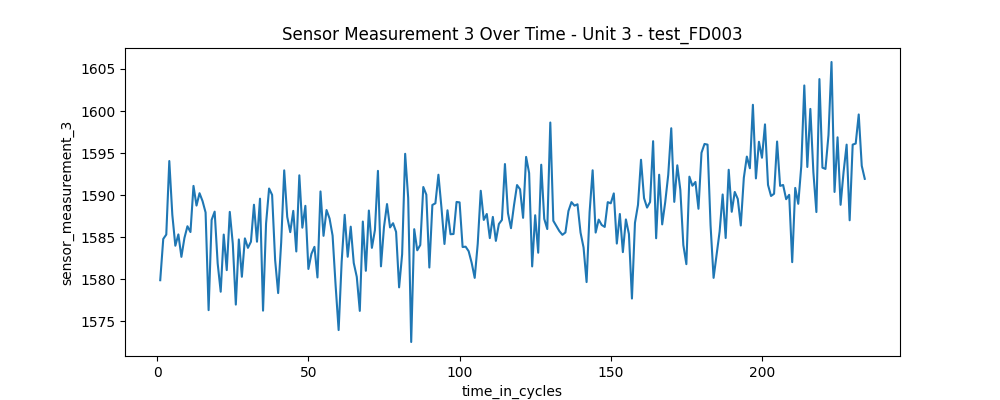 Sensor Measurement 3 Over Time - Unit 3 - test_FD003
sensor_measurement_3
1605
1600
1595
1590
1585
1580
1575
0 50 100 150 200
time_in_cycles